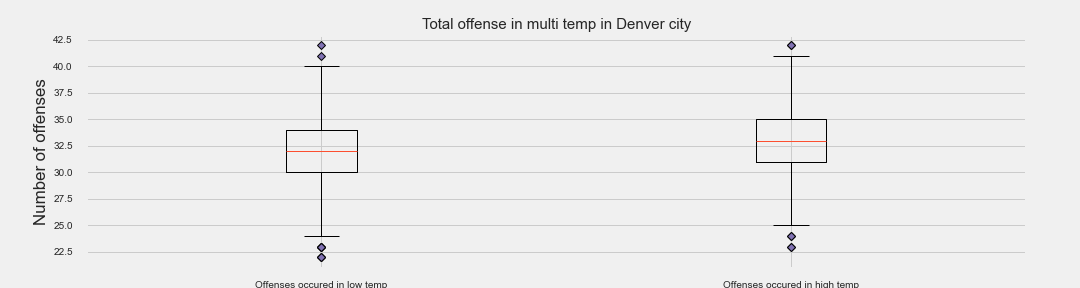 Total offense in multi temp in Denver city
Number of offenses
42.5
40.0
37.5
35.0
32.5
30.0
27.5
25.0
22.5
Offenses occured in low temp
Offenses occured in high temp